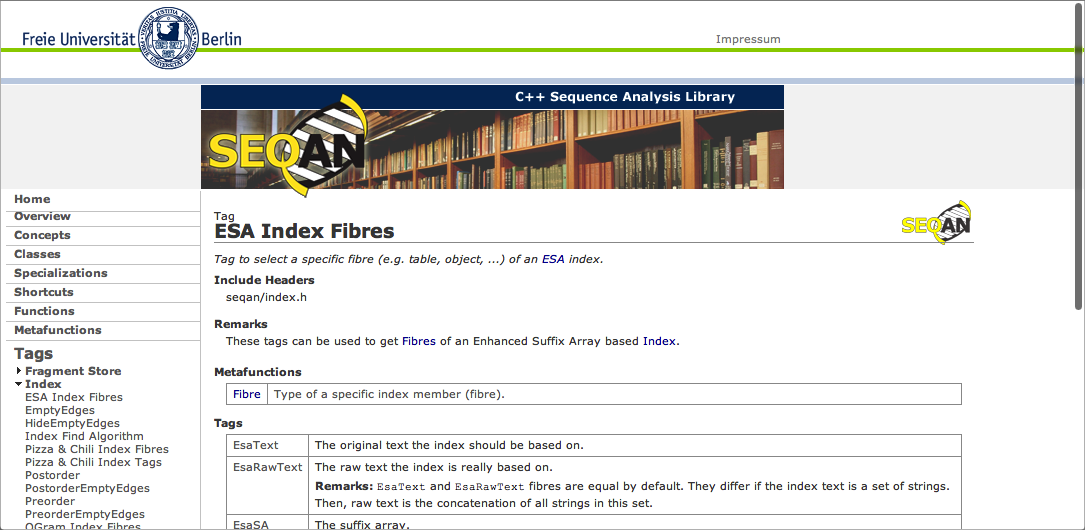 Freie Universität Berlin
Impressum
C++ Sequence Analysis Library
SEQAN
Home
Overview
Concepts
Classes
Specializations
Shortcuts
Functions
Metafunctions
Tags
Fragment Store
Index
ESA Index Fibres
EmptyEdges
HideEmptyEdges
Index Find Algorithm
Pizza & Chili Index Fibres
Pizza & Chili Index Tags
Postorder
PostorderEmptyEdges
Preorder
PreorderEmptyEdges
QGram Index Fibres
Tag
ESA Index Fibres
SEQAN
Tag to select a specific fibre (e.g. table, object, ...) of an ESA index.
Include Headers
seqan/index.h
Remarks
These tags can be used to get Fibres of an Enhanced Suffix Array based Index.
Metafunctions
Fibre Type of a specific index member (fibre).
Tags
EsaText The original text the index should be based on.
EsaRawText The raw text the index is really based on.
Remarks: EsaText and EsaRawText fibres are equal by default. They differ if the index text is a set of strings.
Then, raw text is the concatenation of all strings in this set.
EsaSA The suffix array.